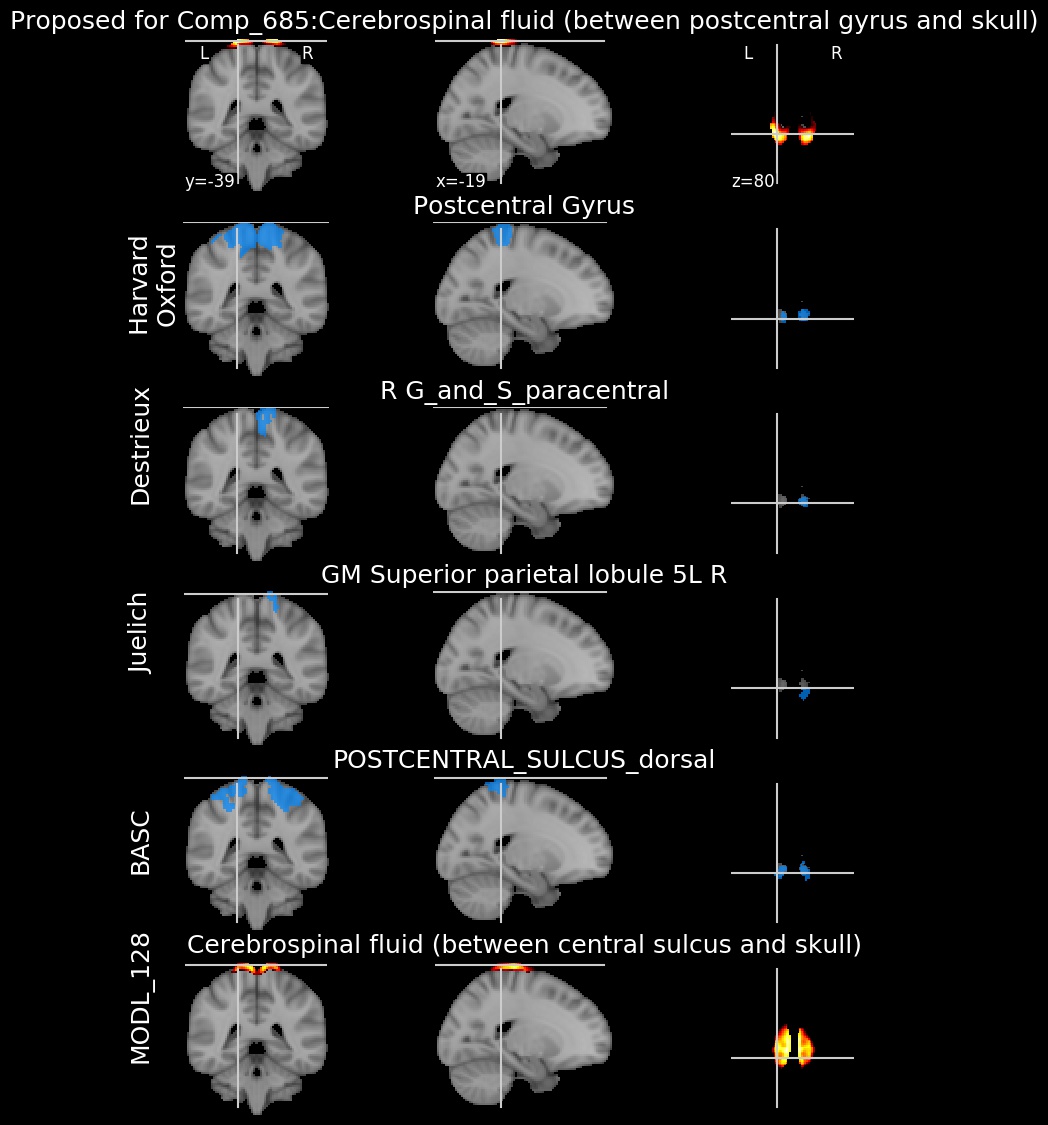 Proposed for Comp_685:Cerebrospinal fluid (between postcentral gyrus and skull)
L R
L R
y=-39
x=-19
z=80
Postcentral Gyrus
Harvard
Oxford
R G_and_S_paracentral
Destrieux
GM Superior parietal lobule 5L R
Juelich
POSTCENTRAL_SULCUS_dorsal
BASC
Cerebrospinal fluid (between central sulcus and skull)
MODL_128